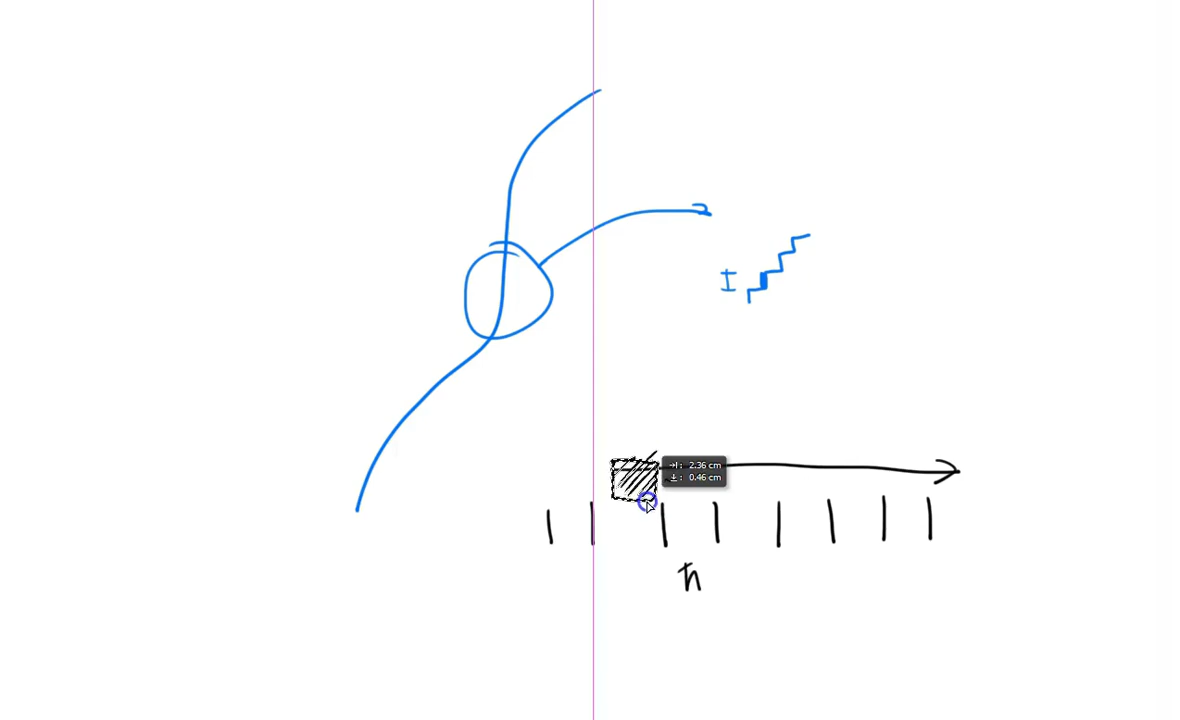 I
→I : 2.36 cm
⤓ : 0.46 cm
ħ